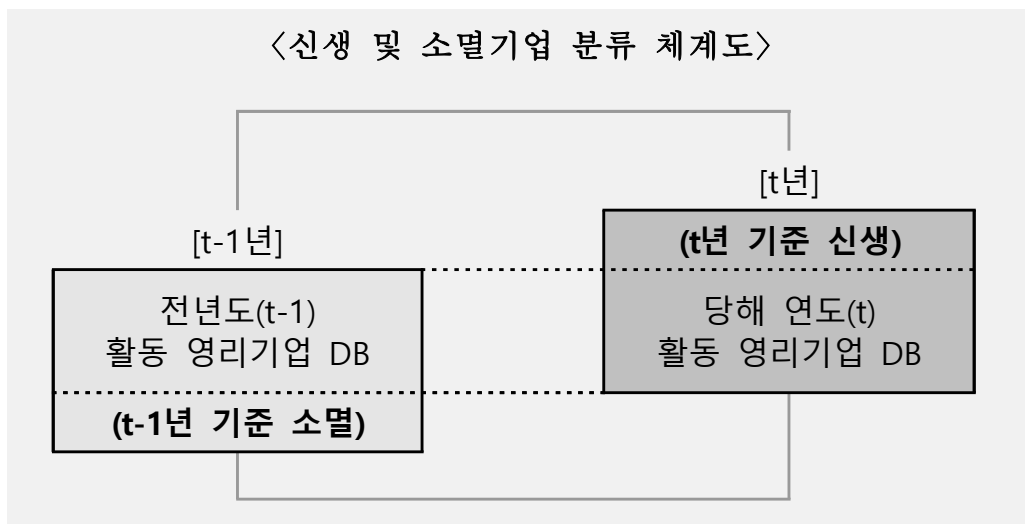 〈신생 및 소멸기업 분류 체계도〉
[t년]
[t-1년]
(t년 기준 신생)
전년도(t-1)
활동 영리기업 DB
당해 연도(t)
활동 영리기업 DB
(t-1년 기준 소멸)